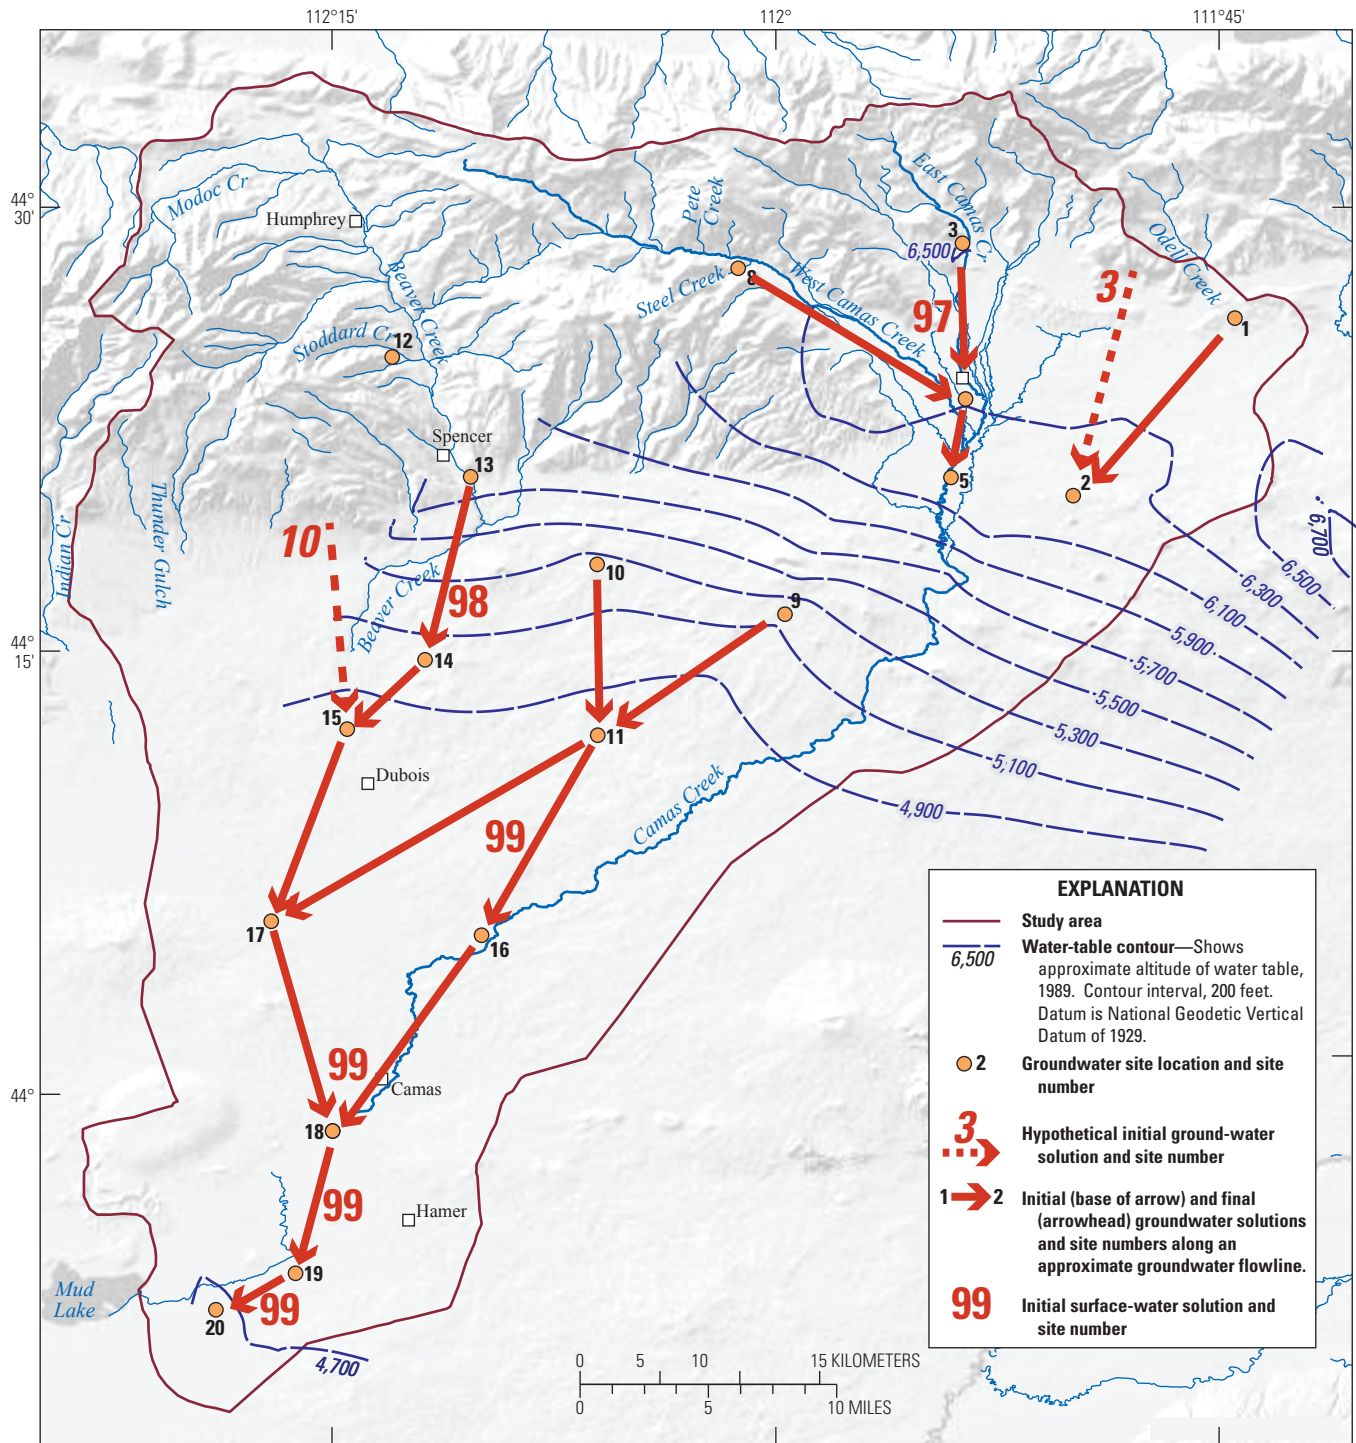 112°15'
112°
111°45'
44°
30'
44°
15'
44°
Modoc Cr
Humphrey
Beaver Creek
Stoddard Cr
12
Spencer
13
Pete
Creek
Steel Creek
8
West Camas Creek
East Camas Cr
3
6,500
97
3
Odell Creek
1
2
5
Indian Cr
Thunder Gulch
10
Beaver Creek
98
14
15
Dubois
10
9
11
99
Camas Creek
6,700
6,500
6,300
6,100
5,900
5,700
5,500
5,300
5,100
4,900
17
16
99
Camas
18
99
Hamer
Mud
Lake
19
99
20
4,700
0 5 10 15 KILOMETERS
0 5 10 MILES
EXPLANATION
Study area
6,500
Water-table contour—Shows
approximate altitude of water table,
1989. Contour interval, 200 feet.
Datum is National Geodetic Vertical
Datum of 1929.
2 Groundwater site location and site
number
3
Hypothetical initial ground-water
solution and site number
1 2 Initial (base of arrow) and final
(arrowhead) groundwater solutions
and site numbers along an
approximate groundwater flowline.
99 Initial surface-water solution and
site number